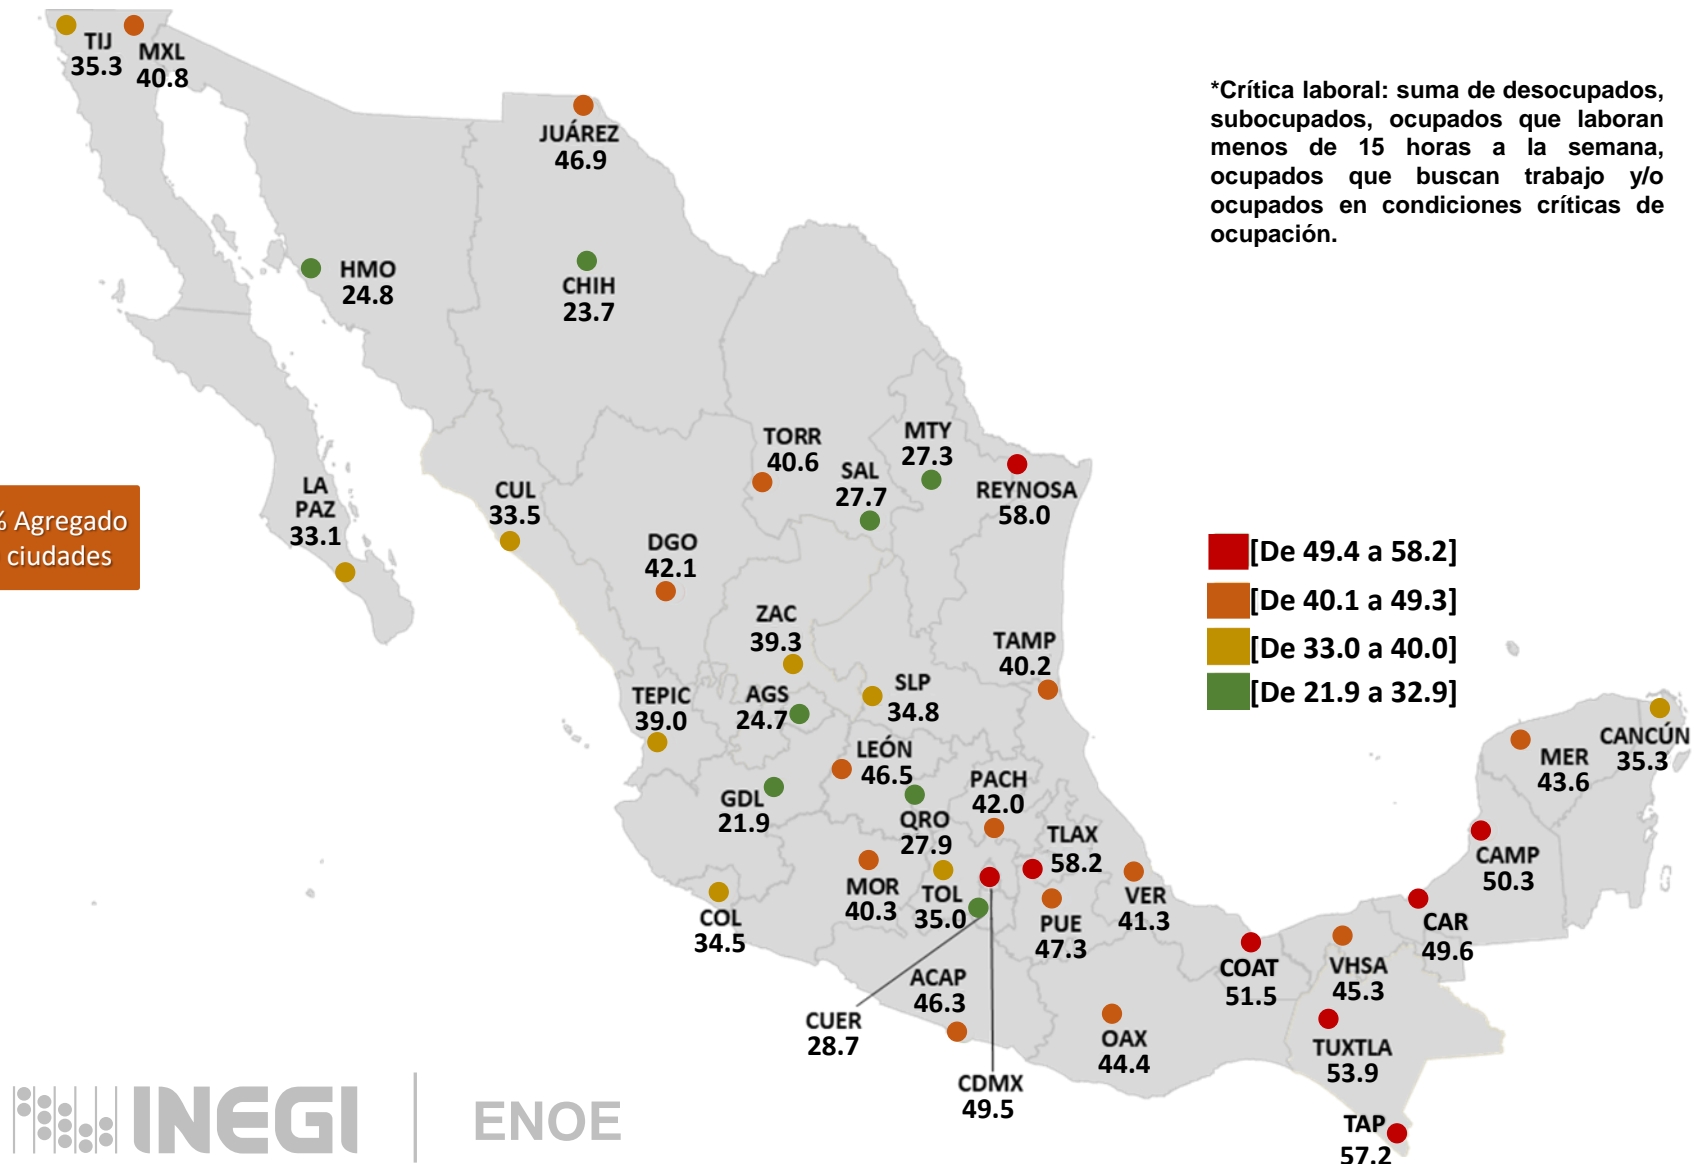 TIJ
35.3
MXL
40.8
JUÁREZ
46.9
*Crítica laboral: suma de desocupados,
subocupados, ocupados que laboran
menos de 15 horas a la semana,
ocupados que buscan trabajo y/o
ocupados en condiciones críticas de
ocupación.
HMO
24.8
CHIH
23.7
TORR
40.6
MTY
27.3
SAL
27.7
REYNOSA
58.0
LA
PAZ
33.1
CUL
33.5
% Agregado
ciudades
DGO
42.1
[De 49.4 a 58.2]
[De 40.1 a 49.3]
[De 33.0 a 40.0]
[De 21.9 a 32.9]
ZAC
39.3
TAMP
40.2
TEPIC
39.0
AGS
24.7
SLP
34.8
LEÓN
46.5
PACH
42.0
MER
43.6
CANCÚN
35.3
GDL
21.9
QRO
27.9
TLAX
58.2
CAMP
50.3
MOR
40.3
TOL
35.0
PUE
47.3
VER
41.3
COL
34.5
CAR
49.6
COAT
51.5
VHSA
45.3
ACAP
46.3
CUER
28.7
OAX
44.4
TUXTLA
53.9
CDMX
49.5
TAP
57.2
INEGI
ENOE